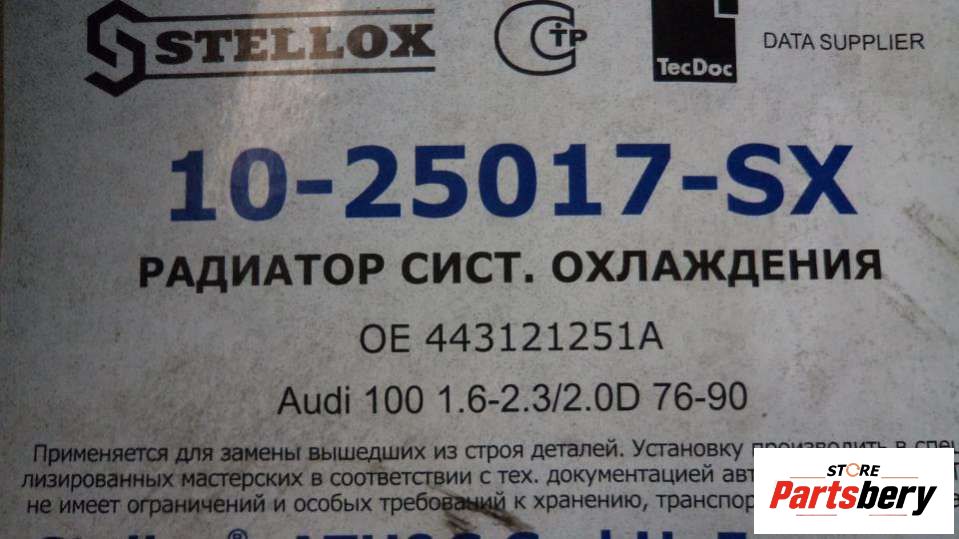 STELLOX
СТР
TecDoc
DATA SUPPLIER
10-25017-SX
РАДИАТОР СИСТ. ОХЛАЖДЕНИЯ
OE 443121251A
Audi 100 1.6-2.3/2.0D 76-90
Применяется для замены вышедших из строя деталей. Установку производить в
лизированных мастерских в соответствии с тех. документацией
не имеет ограничений и особых требований к хранению,
STORE
Partsbery